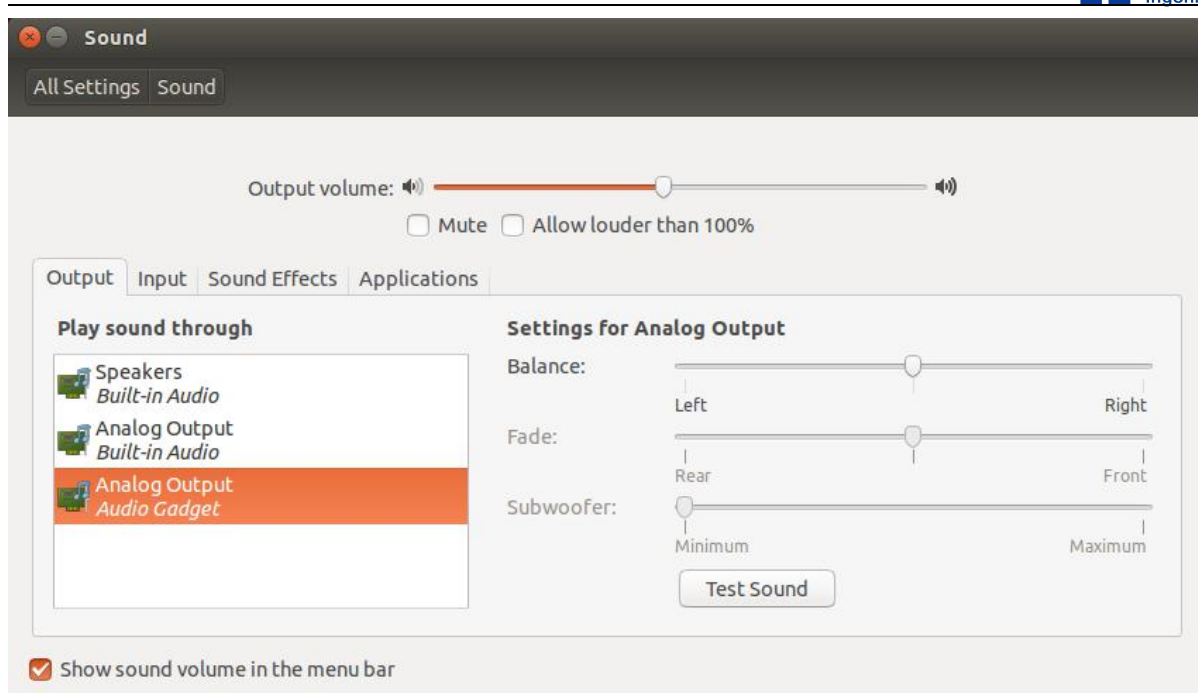 Sound
All Settings Sound
Output volume:
Mute Allow louder than 100%
Output Input Sound Effects Applications
Play sound through
Speakers
Built-in Audio
Analog Output
Built-in Audio
Analog Output
Audio Gadget
Settings for Analog Output
Balance:
Left Right
Fade:
Rear Front
Subwoofer:
Minimum Maximum
Test Sound
Show sound volume in the menu bar